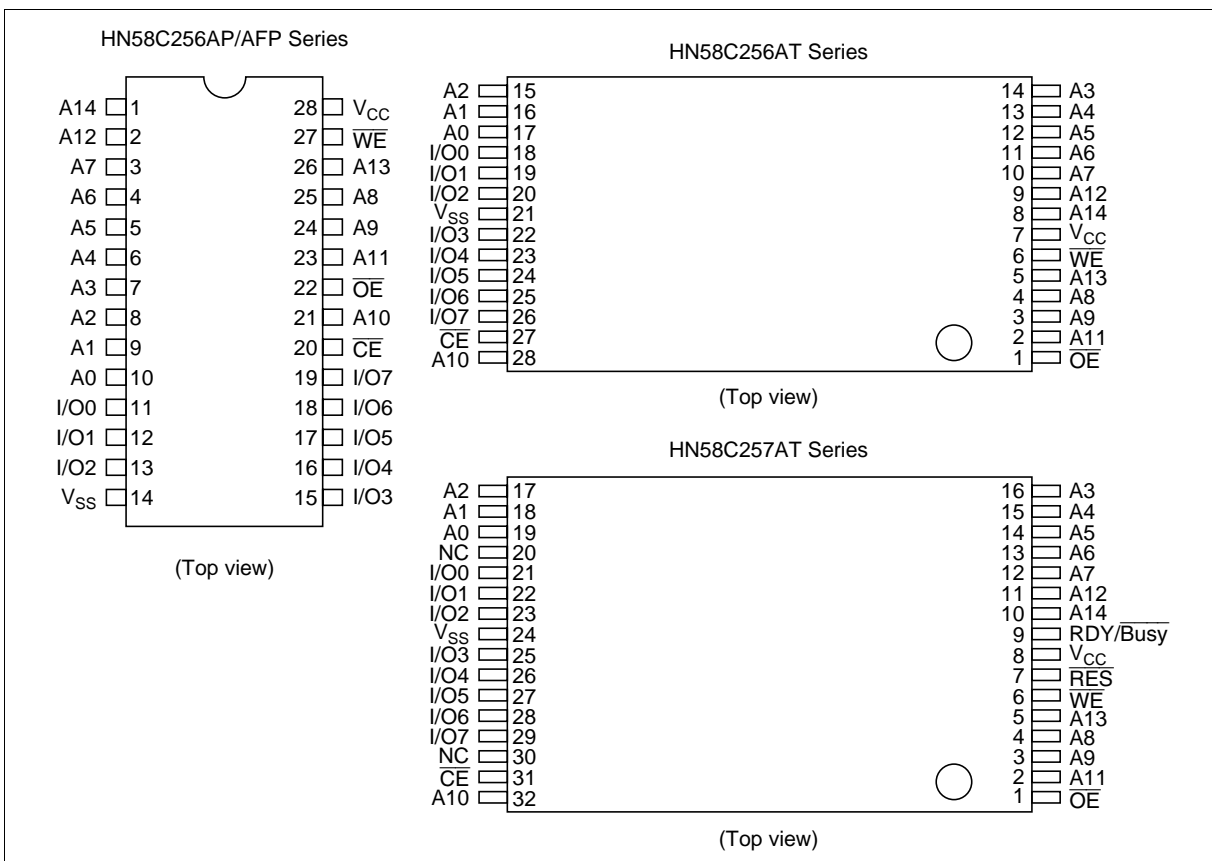 HN58C256AP/AFP Series
A14 1 28 VCC
A12 2 27 WE
A7 3 26 A13
A6 4 25 A8
A5 5 24 A9
A4 6 23 A11
A3 7 22 OE
A2 8 21 A10
A1 9 20 CE
A0 10 19 I/O7
I/O0 11 18 I/O6
I/O1 12 17 I/O5
I/O2 13 16 I/O4
VSS 14 15 I/O3
(Top view)
HN58C256AT Series
A2 15 14 A3
A1 16 13 A4
A0 17 12 A5
I/O0 18 11 A6
I/O1 19 10 A7
I/O2 20 9 A12
VSS 21 8 A14
I/O3 22 7 VCC
I/O4 23 6 WE
I/O5 24 5 A13
I/O6 25 4 A8
I/O7 26 3 A9
CE 27 2 A11
A10 28 1 OE
(Top view)
HN58C257AT Series
A2 17 16 A3
A1 18 15 A4
A0 19 14 A5
NC 20 13 A6
I/O0 21 12 A7
I/O1 22 11 A12
I/O2 23 10 A14
VSS 24 9 RDY/Busy
I/O3 25 8 VCC
I/O4 26 7 RES
I/O5 27 6 WE
I/O6 28 5 A13
I/O7 29 4 A8
NC 30 3 A9
CE 31 2 A11
A10 32 1 OE
(Top view)